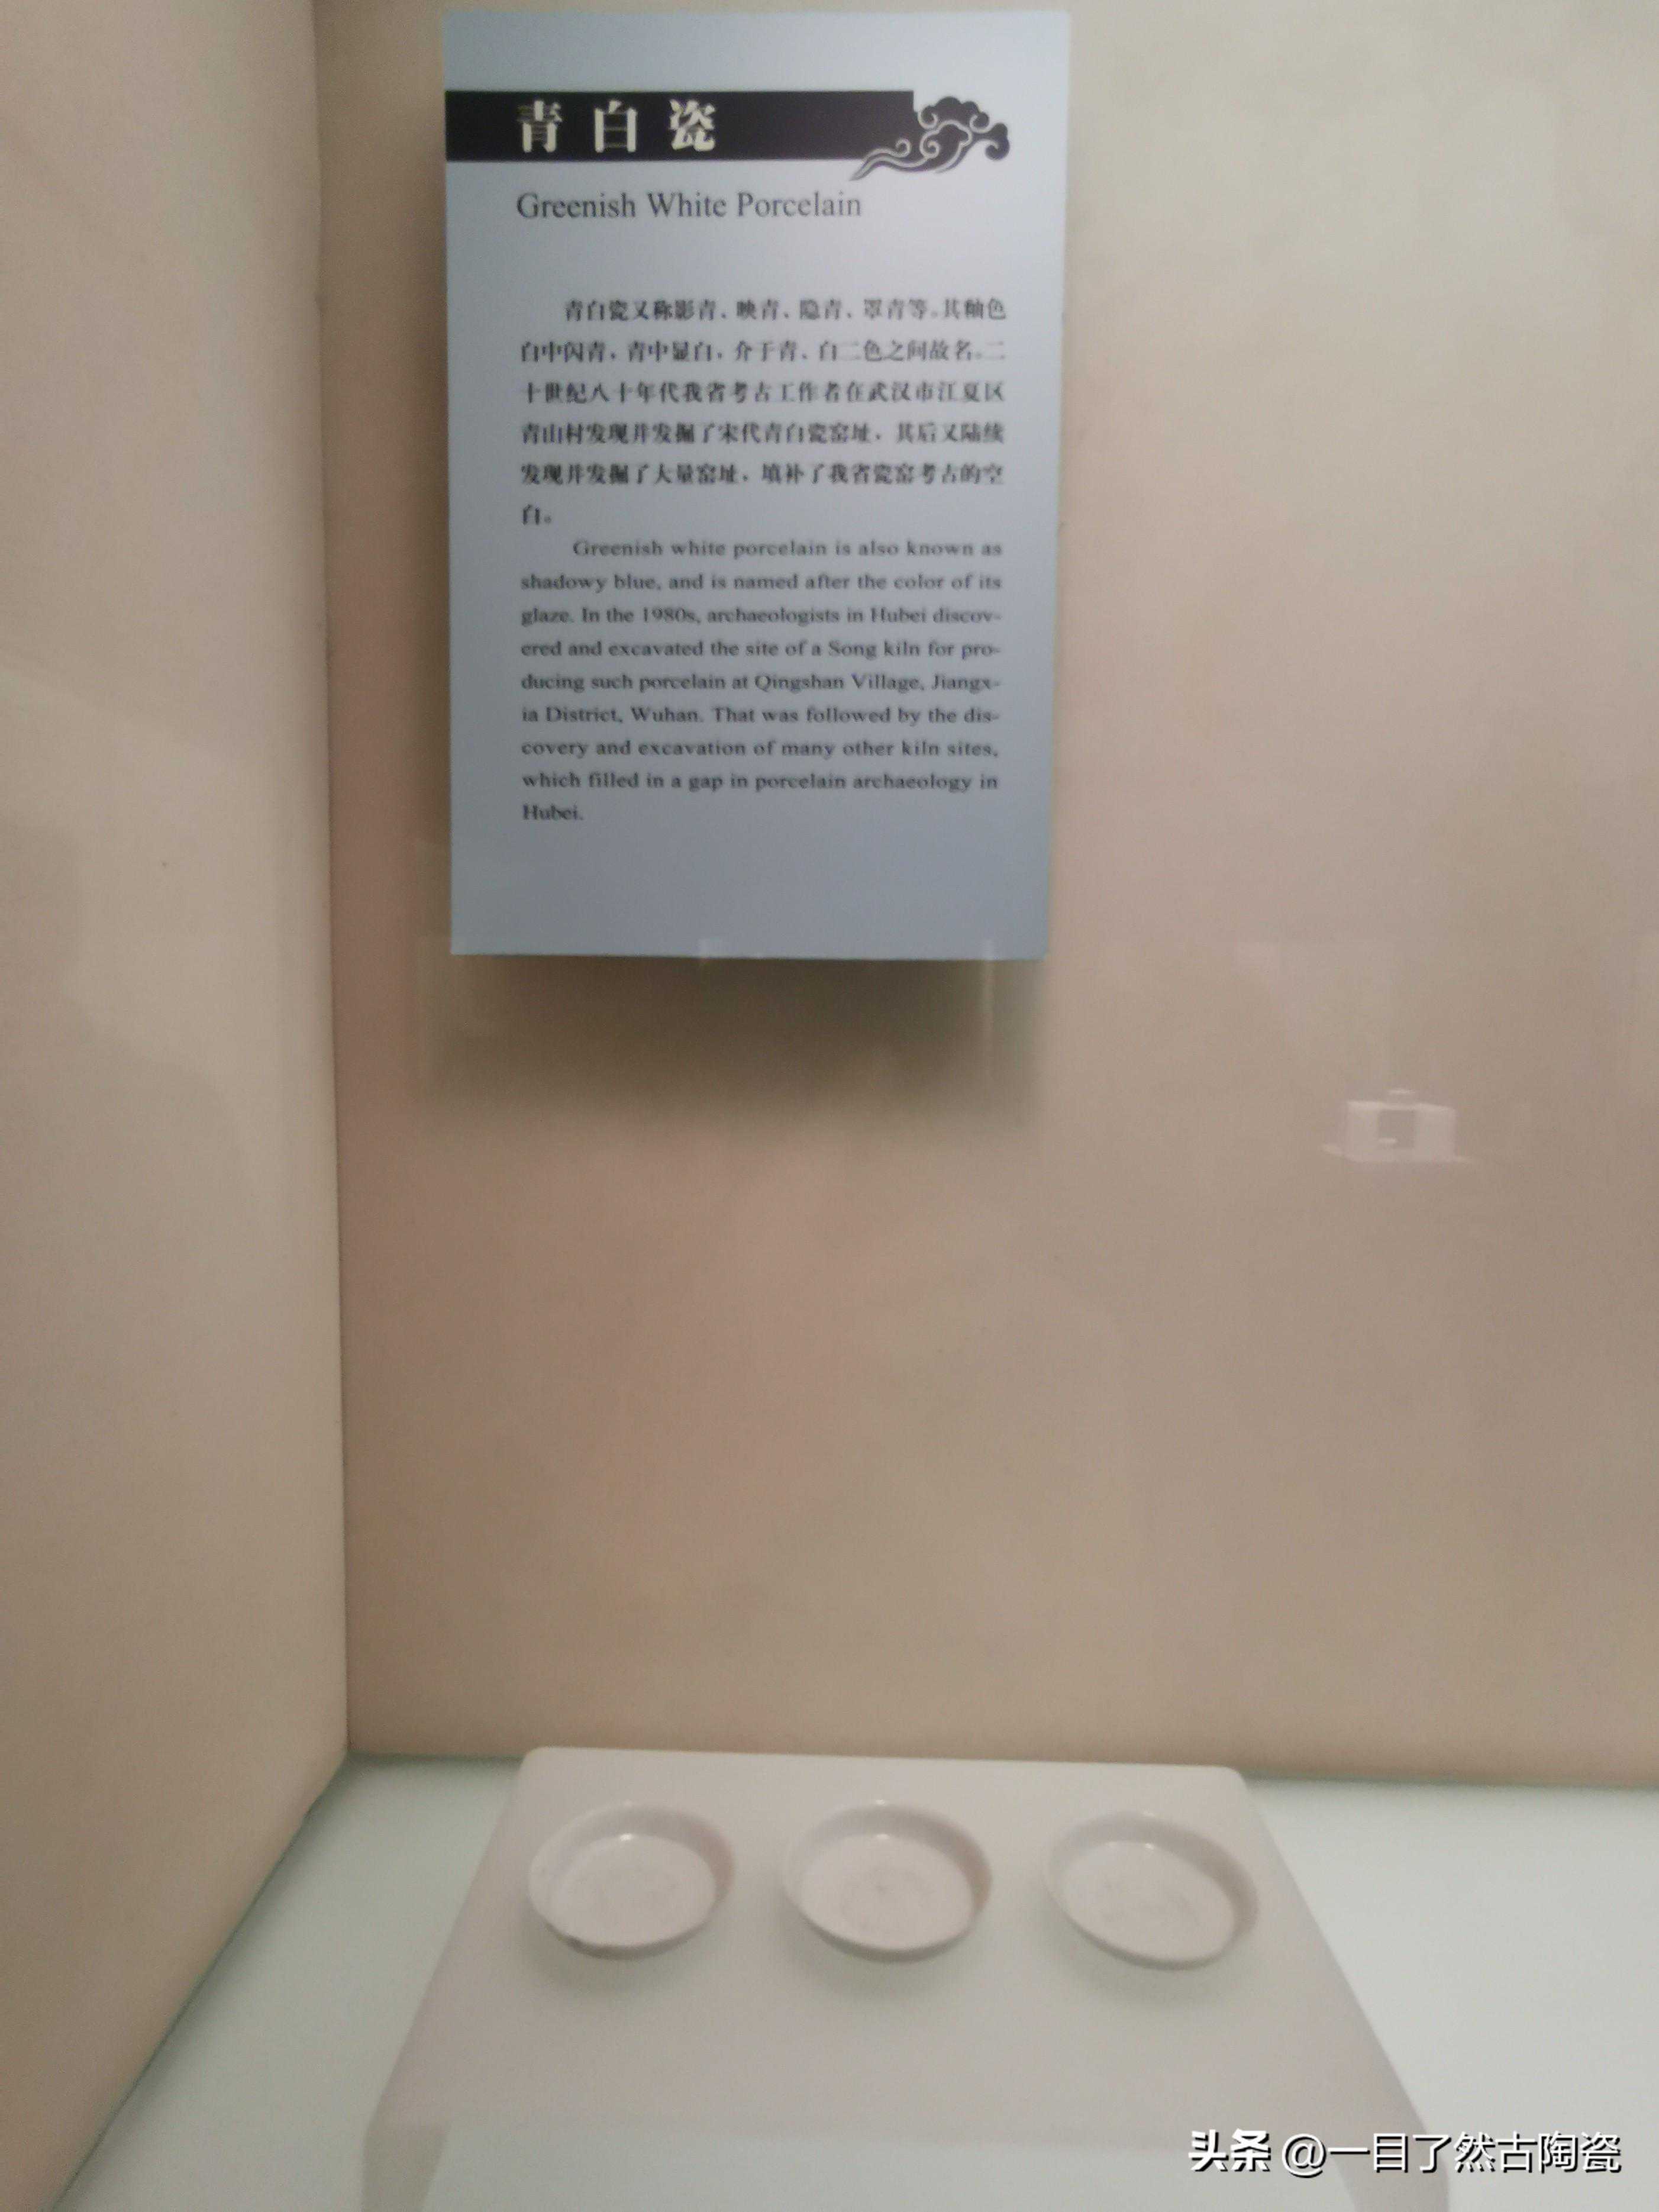 青白瓷
Greenish White Porcelain
青白瓷又称影青、映青、隐青、罩青等。其釉色
白中闪青，青中显白，介于青、白二色之间故名。二
十世纪八十年代我省考古工作者在武汉市江夏区
青山村发现并发掘了宋代青白瓷窑址，其后又陆续
发现并发掘了大量窑址，填补了我省瓷窑考古的空
白。
Greenish white porcelain is also known as
shadowy blue, and is named after the color of its
glaze. In the 1980s, archaeologists in Hubei discov-
ered and excavated the site of a Song kiln for pro-
ducing such porcelain at Qingshan Village, Jiangx-
ia District, Wuhan. That was followed by the dis-
covery and excavation of many other kiln sites,
which filled in a gap in porcelain archaeology in
Hubei.
头条 @一目了然古陶瓷